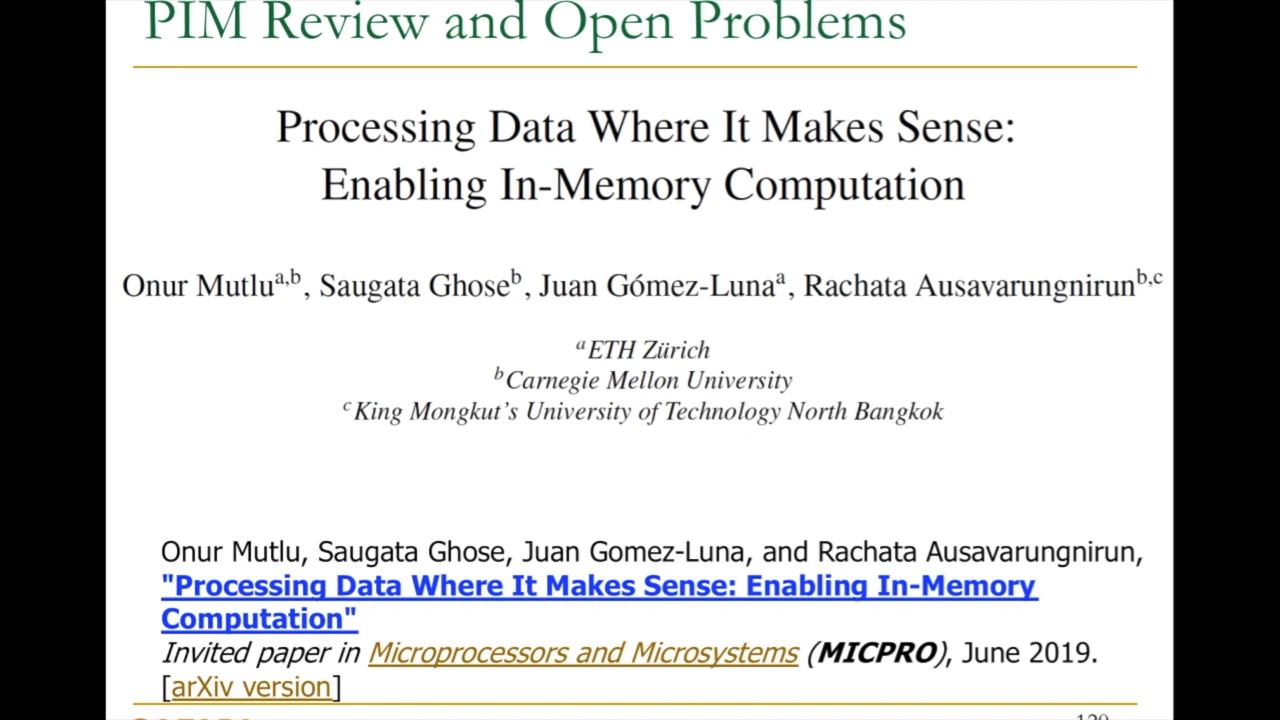 PIM Review and Open Problems
Processing Data Where It Makes Sense:
Enabling In-Memory Computation
Onur Mutlu^a,b, Saugata Ghose^b, Juan Gómez-Luna^a, Rachata Ausavarungnirun^b,c
^a ETH Zürich
^b Carnegie Mellon University
^c King Mongkut's University of Technology North Bangkok
Onur Mutlu, Saugata Ghose, Juan Gomez-Luna, and Rachata Ausavarungnirun,
"Processing Data Where It Makes Sense: Enabling In-Memory
Computation"
Invited paper in Microprocessors and Microsystems (MICPRO), June 2019.
[arXiv version]